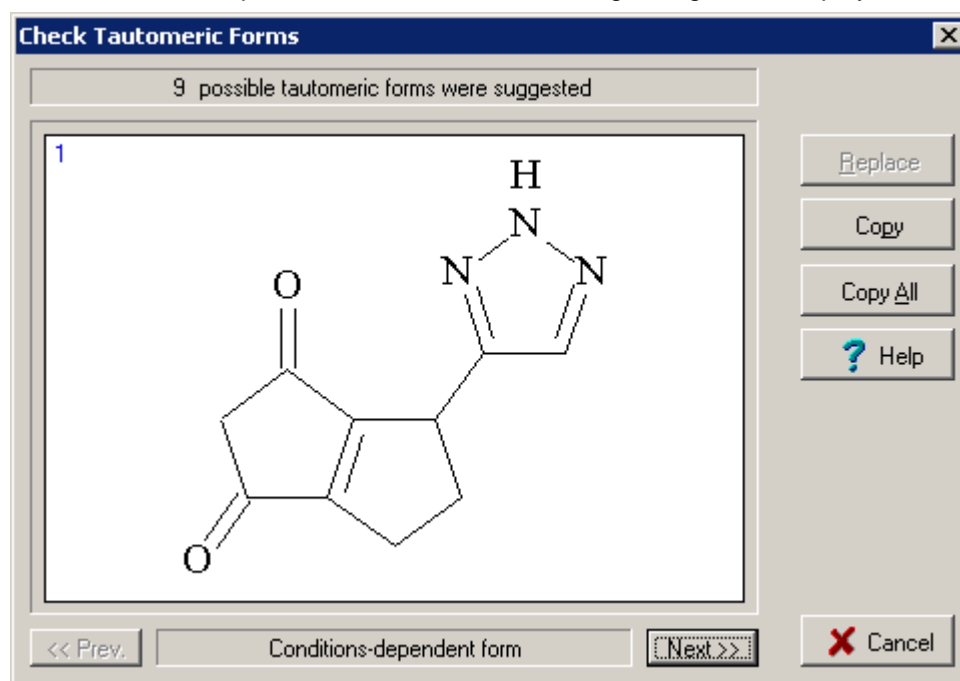 Check Tautomeric Forms
9 possible tautomeric forms were suggested
1
H
N
N N
O
O
Replace
Copy
Copy All
? Help
<< Prev.
Conditions-dependent form
Next >>
Cancel